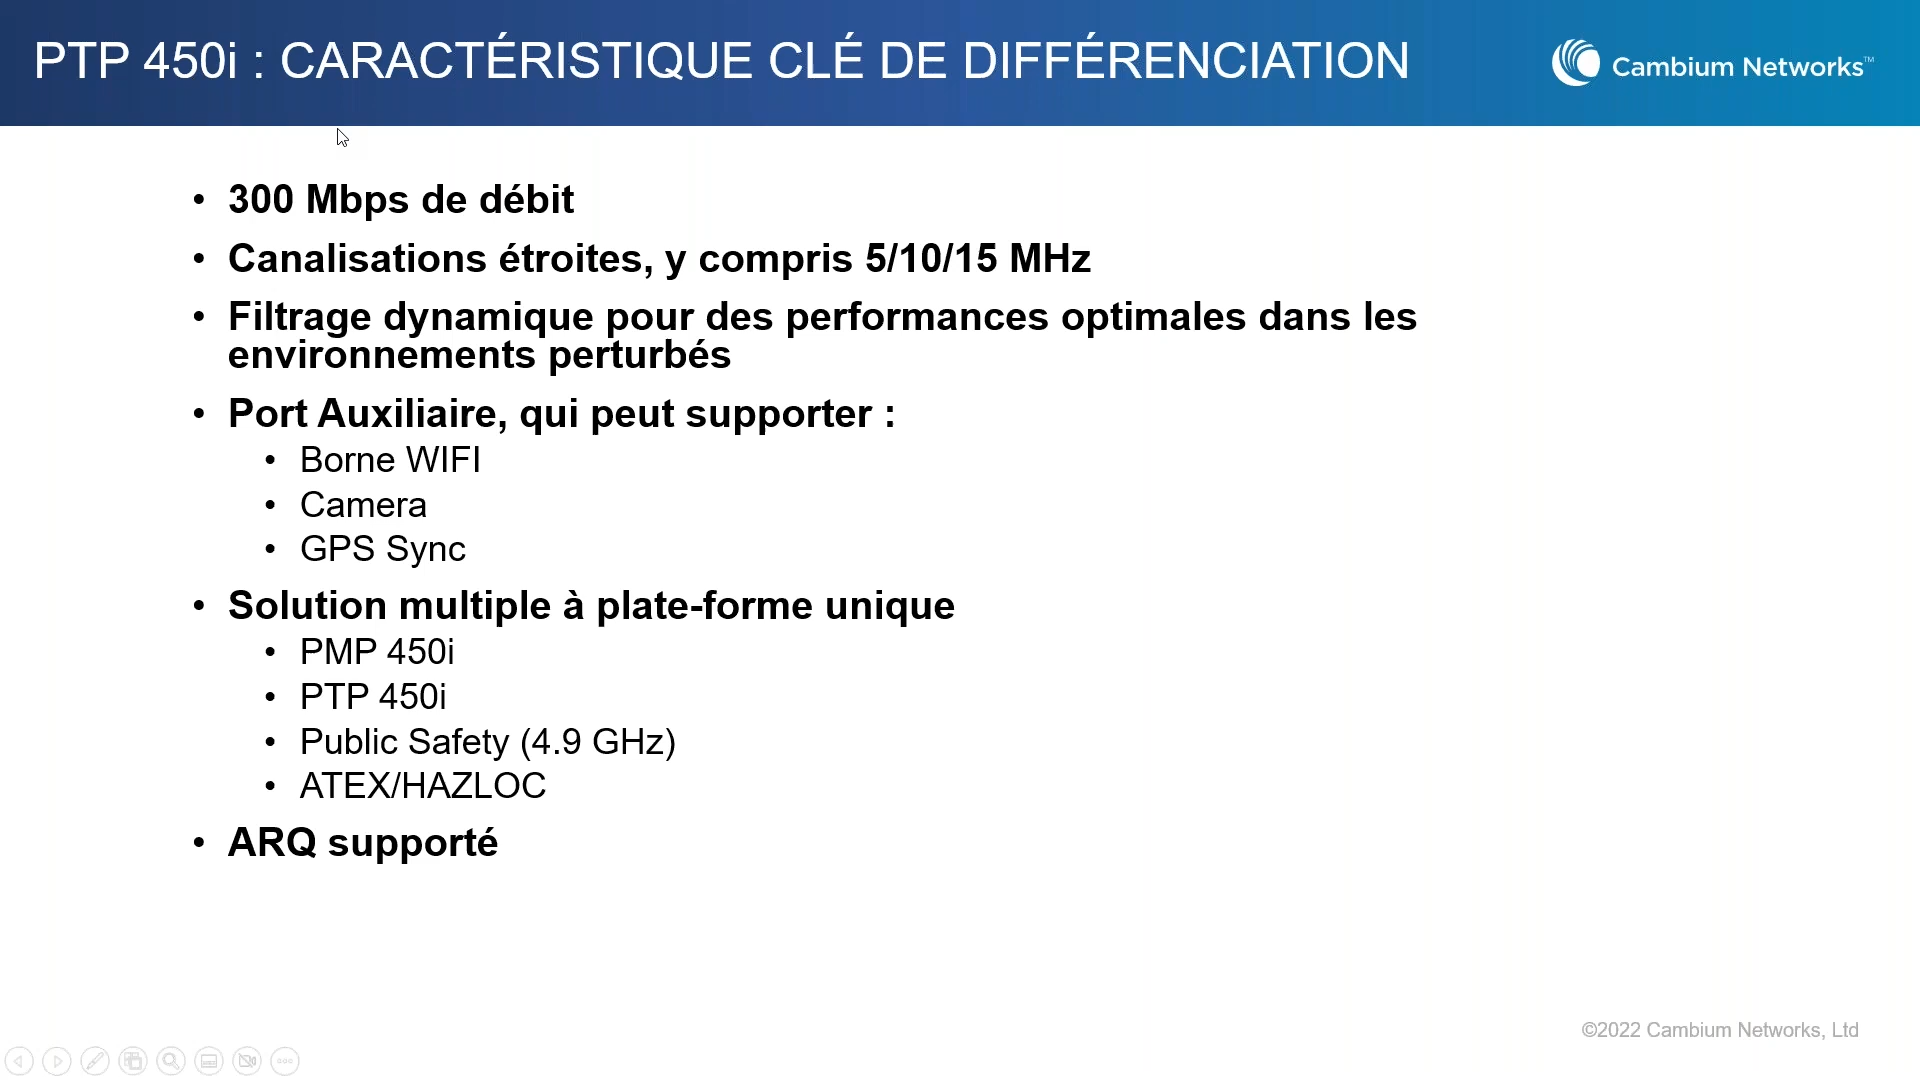 PTP 450i : CARACTÉRISTIQUE CLÉ DE DIFFÉRENCIATION
Cambium Networks™
• 300 Mbps de débit
• Canalisations étroites, y compris 5/10/15 MHz
• Filtrage dynamique pour des performances optimales dans les
environnements perturbés
• Port Auxiliaire, qui peut supporter :
• Borne WIFI
• Camera
• GPS Sync
• Solution multiple à plate-forme unique
• PMP 450i
• PTP 450i
• Public Safety (4.9 GHz)
• ATEX/HAZLOC
• ARQ supporté
©2022 Cambium Networks, Ltd